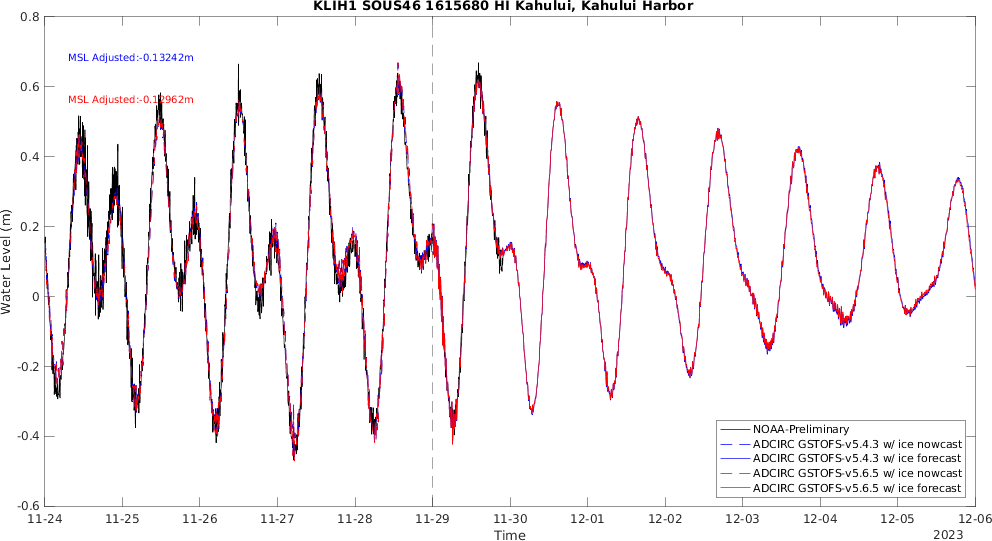 KLIH1 SOUS46 1615680 HI Kahului, Kahului Harbor
MSL Adjusted:-0.13242m
MSL Adjusted:-0.12962m
Water Level (m)
0.8
0.6
0.4
0.2
0
-0.2
-0.4
-0.6
NOAA-Preliminary
ADCIRC GSTOFS-v5.4.3 w/ ice nowcast
ADCIRC GSTOFS-v5.4.3 w/ ice forecast
ADCIRC GSTOFS-v5.6.5 w/ ice nowcast
ADCIRC GSTOFS-v5.6.5 w/ ice forecast
11-24 11-25 11-26 11-27 11-28 11-29 11-30 12-01 12-02 12-03 12-04 12-05 12-06
Time
2023